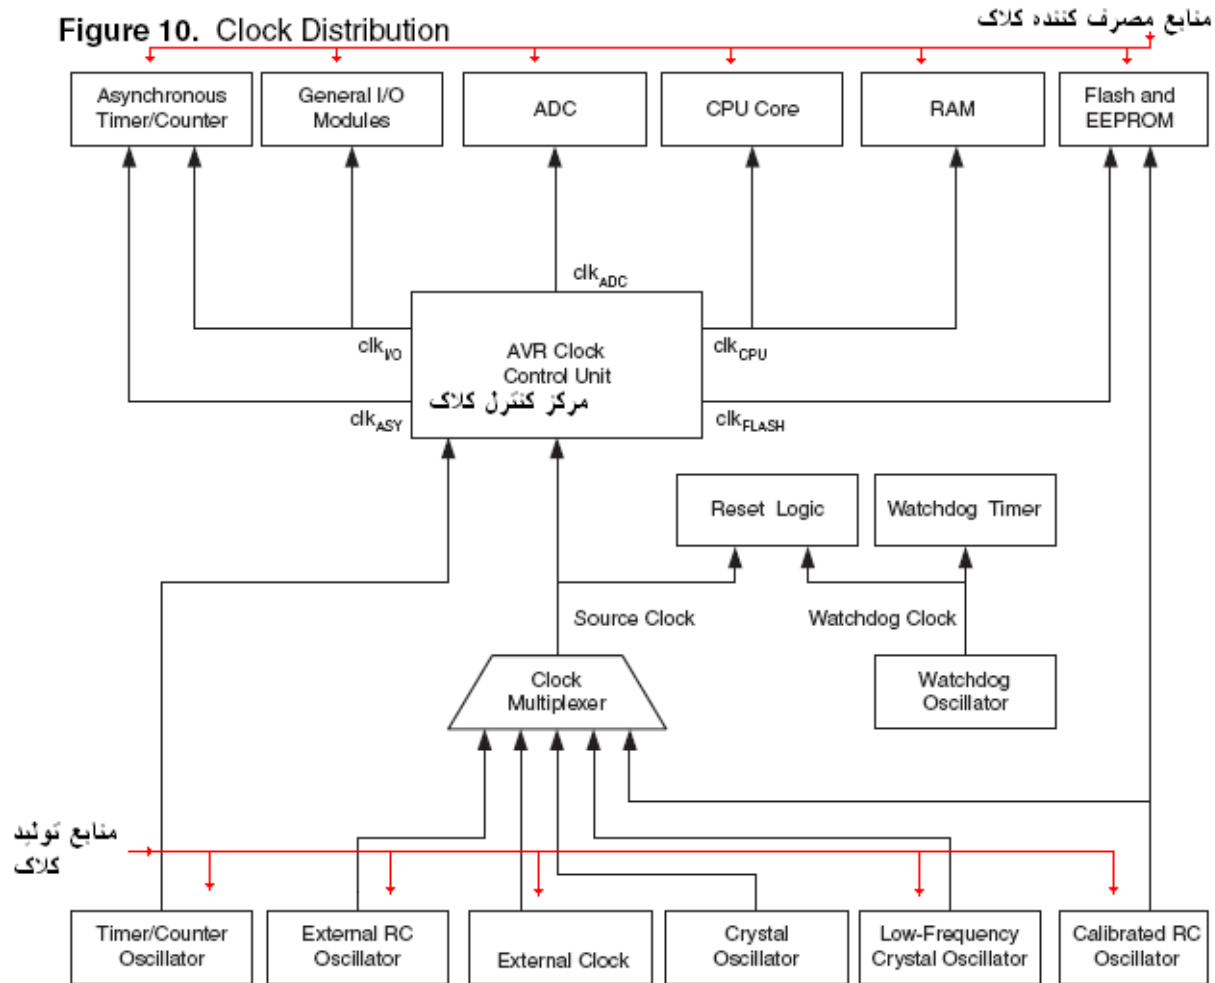 منابع مصرف کننده کلاک
Figure 10. Clock Distribution
Asynchronous
Timer/Counter
General I/O
Modules
ADC
CPU Core
RAM
Flash and
EEPROM
clkADC
clkI/O
AVR Clock
Control Unit
مرکز کنترل کلاک
clkCPU
clkASY
clkFLASH
Reset Logic
Watchdog Timer
Source Clock
Watchdog Clock
Clock
Multiplexer
Watchdog
Oscillator
منابع تولید
کلاک
Timer/Counter
Oscillator
External RC
Oscillator
External Clock
Crystal
Oscillator
Low-Frequency
Crystal Oscillator
Calibrated RC
Oscillator